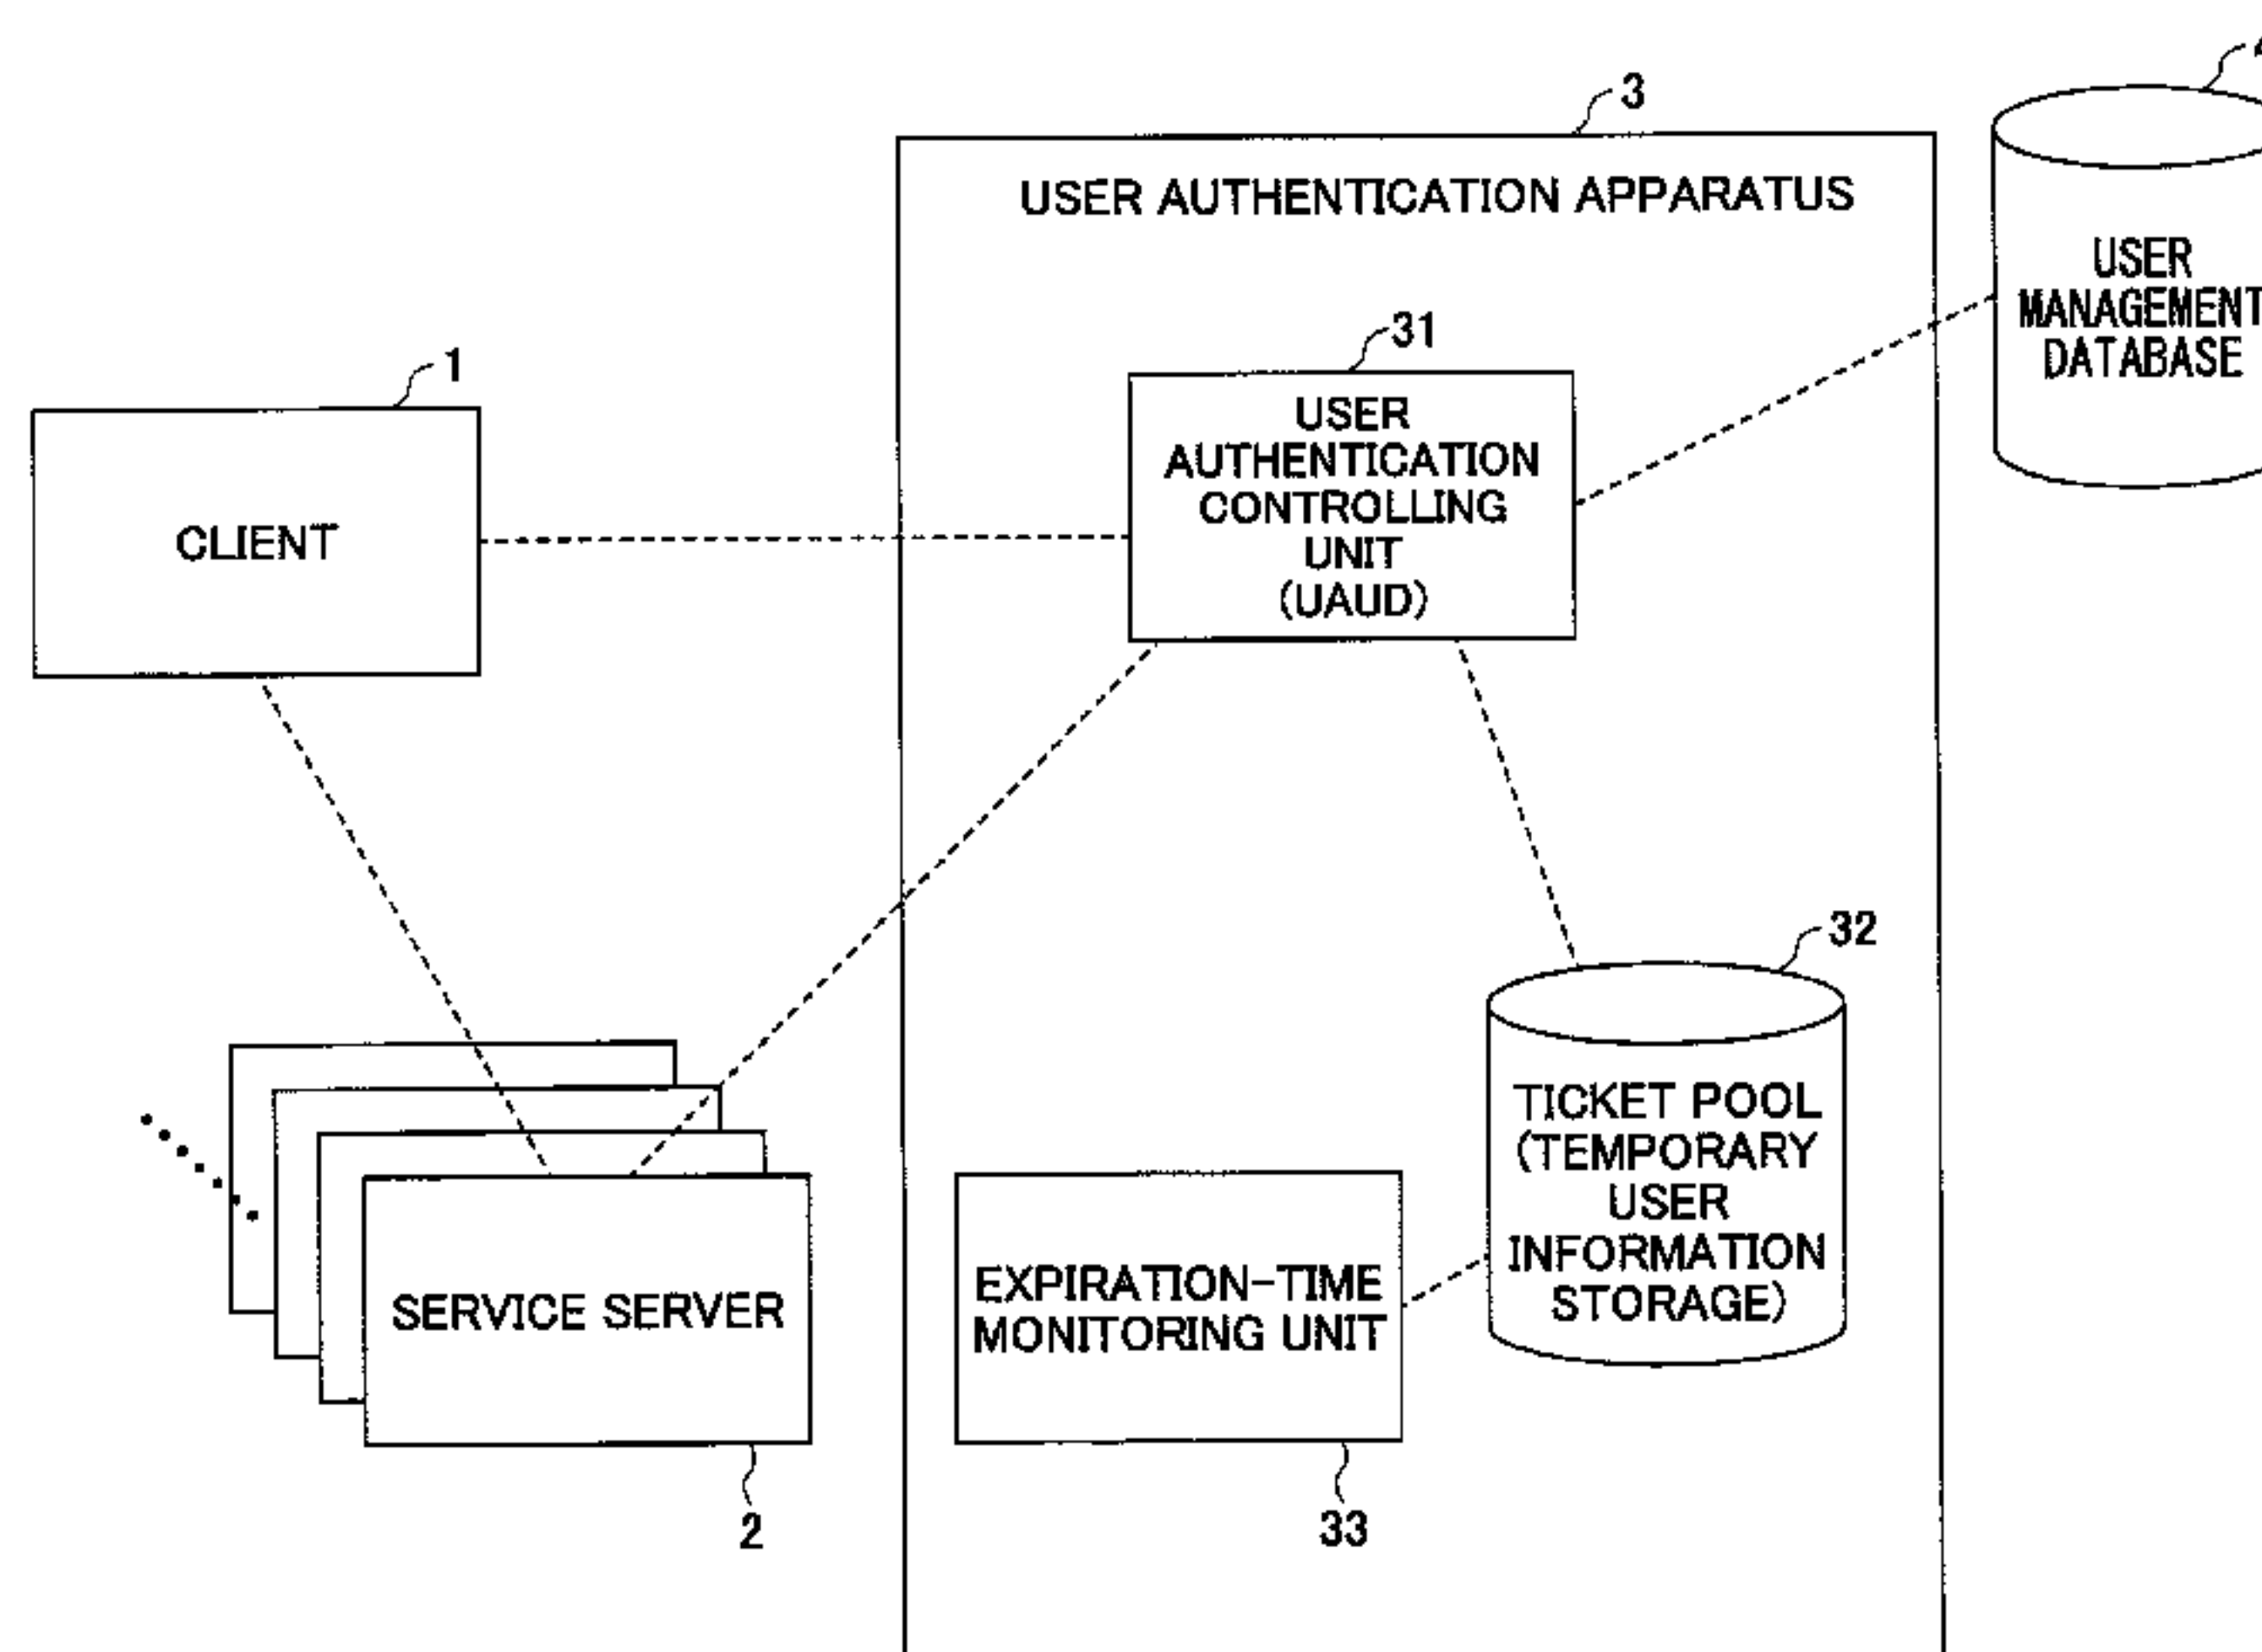 3
USER AUTHENTICATION APPARATUS
USER
MANAGEMENT
DATABASE
31
USER
AUTHENTICATION
CONTROLLING
UNIT
(UAUD)
1
CLIENT
32
TICKET POOL
(TEMPORARY
USER
INFORMATION
STORAGE)
EXPIRATION-TIME
MONITORING UNIT
33
SERVICE SERVER
2